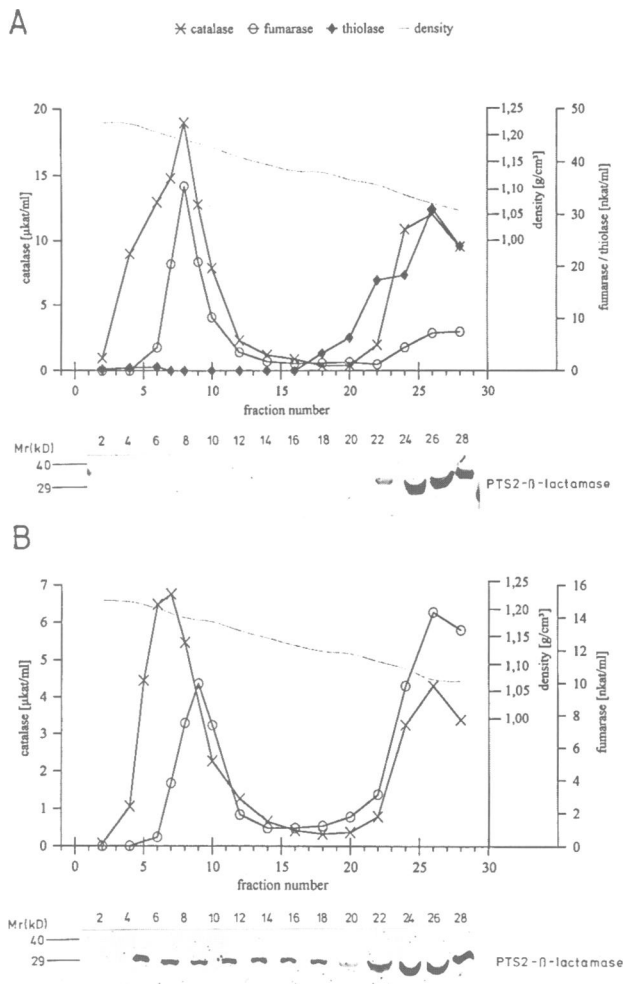 A
catalase fumarase thiolase density
20 1,25 50
1,20
15 1,15 40
1,10 30
10 1,05
1,00 20
5 10
0 0
catalase [µkat/ml]
density [g/cm³]
fumarase / thiolase [nkat/ml]
0 5 10 15 20 25 30
fraction number
Mr(kD) 2 4 6 8 10 12 14 16 18 20 22 24 26 28
40
29 PTS2-ß-lactamase
B
7 1,25 16
6 1,20 14
5 1,15 12
4 1,10 10
3 1,05 8
2 1,00 6
1 4
0 2
0
catalase [µkat/ml]
density [g/cm³]
fumarase [nkat/ml]
0 5 10 15 20 25 30
fraction number
Mr(kD) 2 4 6 8 10 12 14 16 18 20 22 24 26 28
40
29 PTS2-ß-lactamase